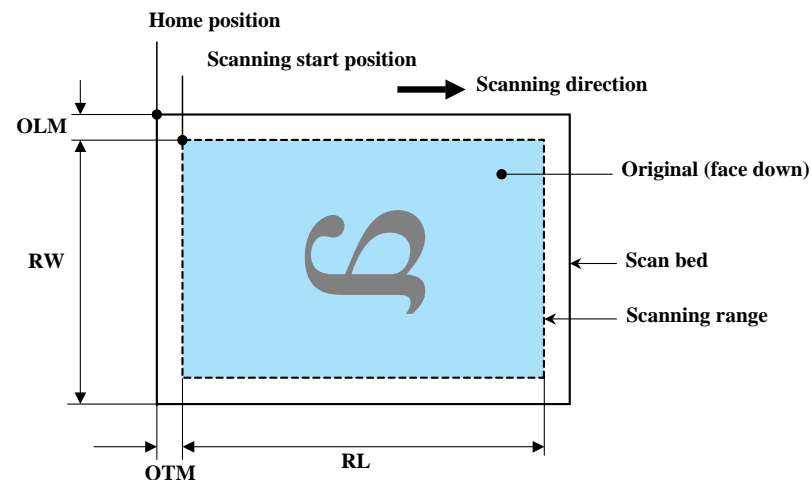 Home position
Scanning start position
Scanning direction
OLM
Original (face down)
RW
Scan bed
Scanning range
RL
OTM